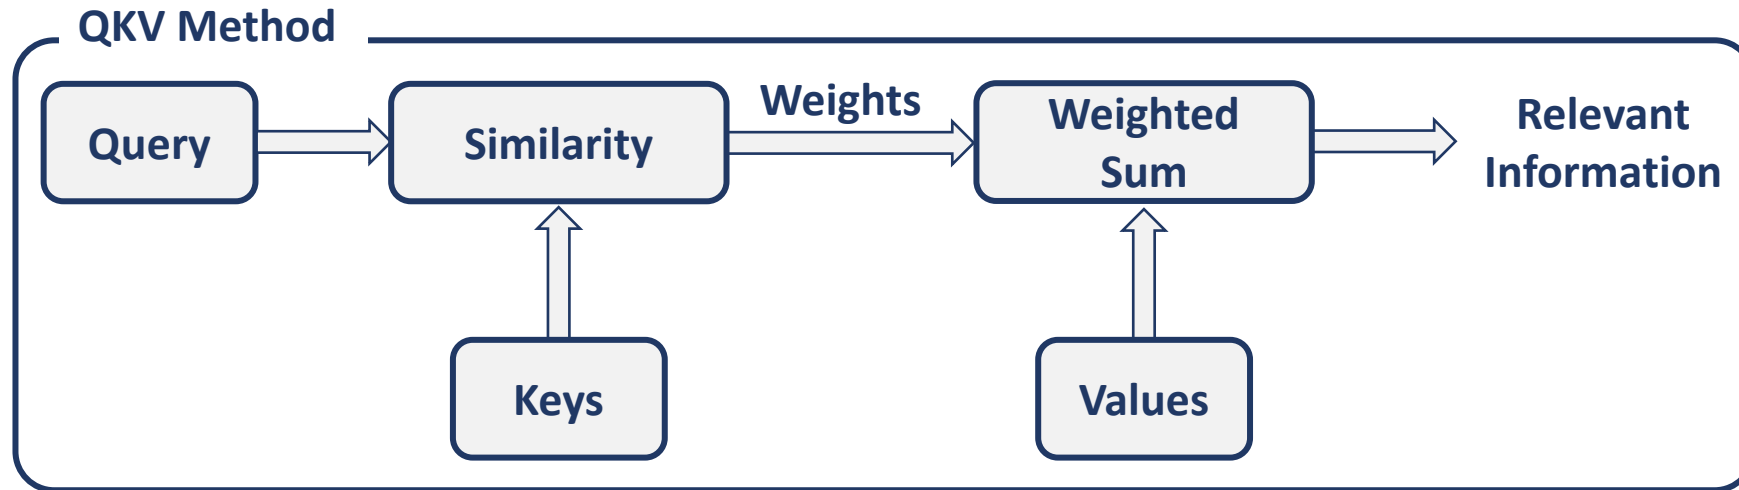 QKV Method
Query
Similarity
Weights
Weighted
Sum
Relevant
Information
Keys
Values